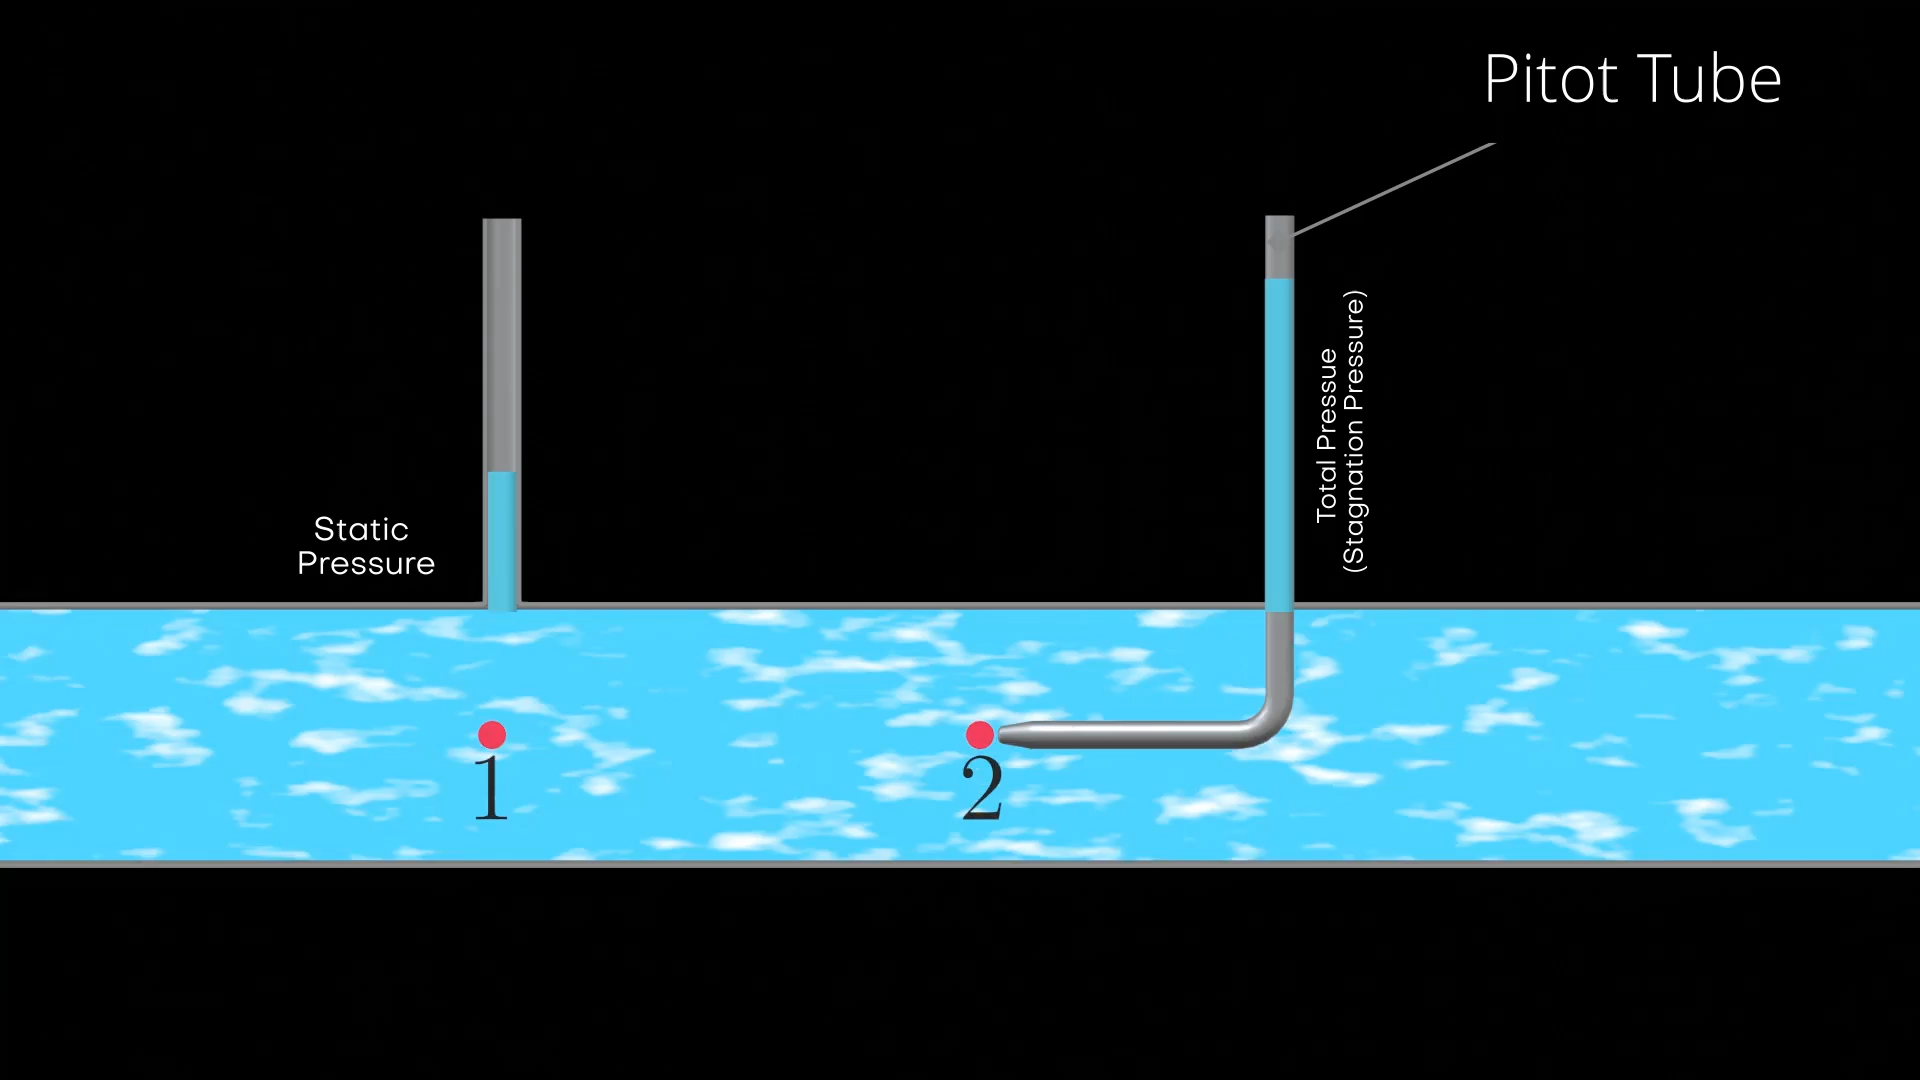 Pitot Tube
Static
Pressure
Total Pressue
(Stagnation Pressure)
1
2